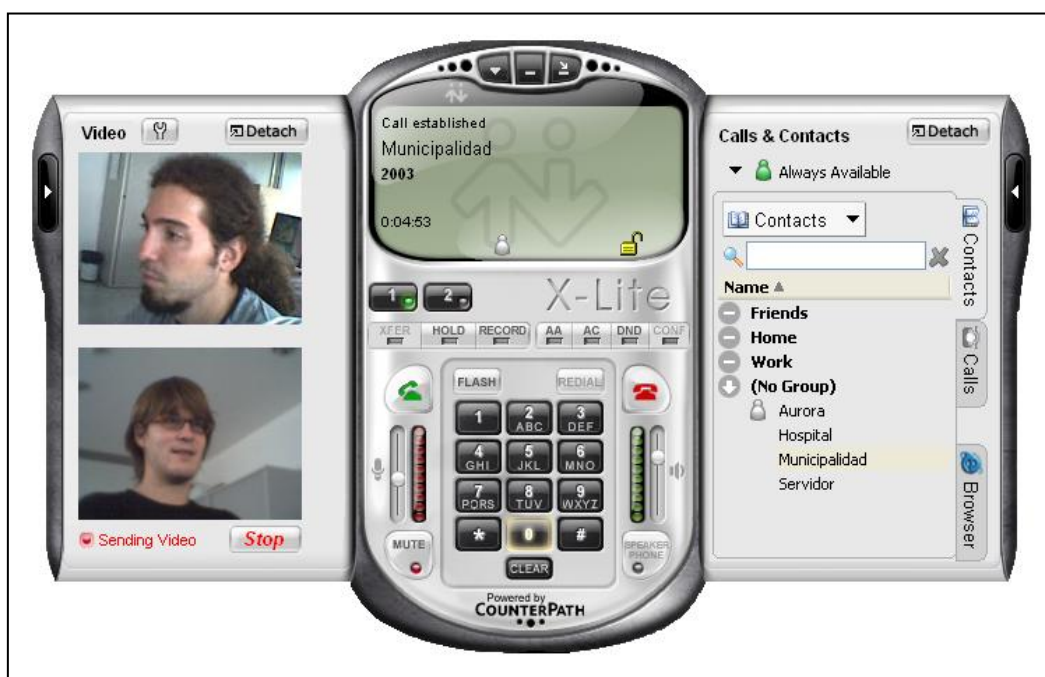 Video
Detach
Sending Video
Stop
Call established
Municipalidad
2003
0:04:53
1 2
X-Lite
XFER HOLD RECORD AA AC DND CONF
FLASH REDIAL
1 2 ABC 3 DEF
4 GHI 5 JKL 6 MNO
7 PQRS 8 TUV 9 WXYZ
* 0 #
MUTE
CLEAR
SPEAKER PHONE
Powered by
COUNTERPATH
Calls & Contacts
Detach
Always Available
Contacts
Name
Friends
Home
Work
(No Group)
Aurora
Hospital
Municipalidad
Servidor
Contacts
Calls
Browser